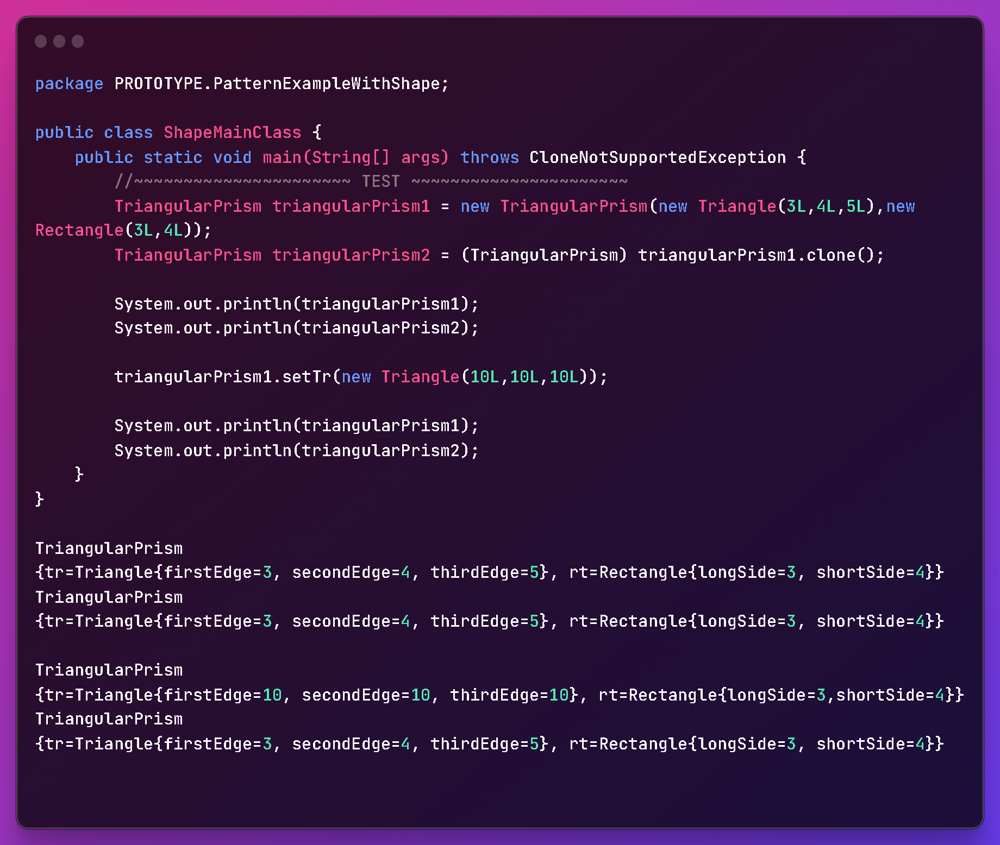 package PROTOTYPE.PatternExampleWithShape;
public class ShapeMainClass {
    public static void main(String[] args) throws CloneNotSupportedException {
        //~~~~~~~~~~~~~~~~~~~~~~ TEST ~~~~~~~~~~~~~~~~~~~~~~
        TriangularPrism triangularPrism1 = new TriangularPrism(new Triangle(3L,4L,5L),new
Rectangle(3L,4L));
        TriangularPrism triangularPrism2 = (TriangularPrism) triangularPrism1.clone();
        System.out.println(triangularPrism1);
        System.out.println(triangularPrism2);
        triangularPrism1.setTr(new Triangle(10L,10L,10L));
        System.out.println(triangularPrism1);
        System.out.println(triangularPrism2);
    }
}
TriangularPrism
{tr=Triangle{firstEdge=3, secondEdge=4, thirdEdge=5}, rt=Rectangle{longSide=3, shortSide=4}}
TriangularPrism
{tr=Triangle{firstEdge=3, secondEdge=4, thirdEdge=5}, rt=Rectangle{longSide=3, shortSide=4}}
TriangularPrism
{tr=Triangle{firstEdge=10, secondEdge=10, thirdEdge=10}, rt=Rectangle{longSide=3,shortSide=4}}
TriangularPrism
{tr=Triangle{firstEdge=3, secondEdge=4, thirdEdge=5}, rt=Rectangle{longSide=3, shortSide=4}}